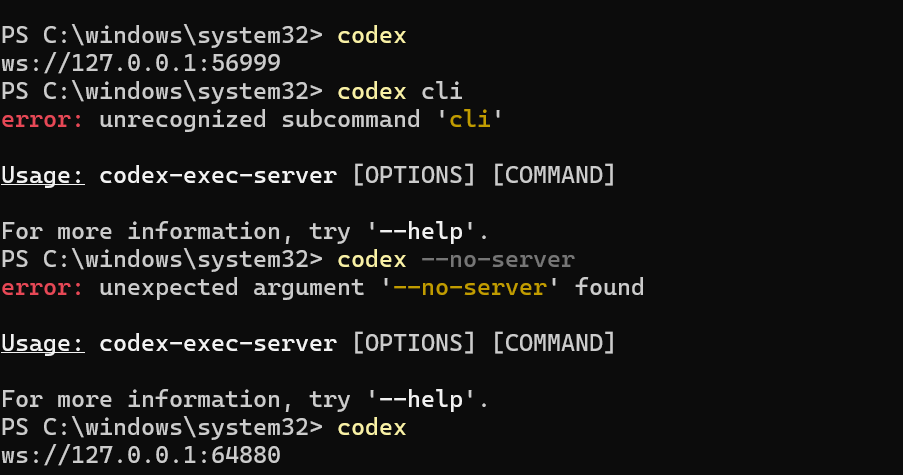 PS C:\windows\system32> codex
ws://127.0.0.1:56999
PS C:\windows\system32> codex cli
error: unrecognized subcommand 'cli'
Usage: codex-exec-server [OPTIONS] [COMMAND]
For more information, try '--help'.
PS C:\windows\system32> codex --no-server
error: unexpected argument '--no-server' found
Usage: codex-exec-server [OPTIONS] [COMMAND]
For more information, try '--help'.
PS C:\windows\system32> codex
ws://127.0.0.1:64880